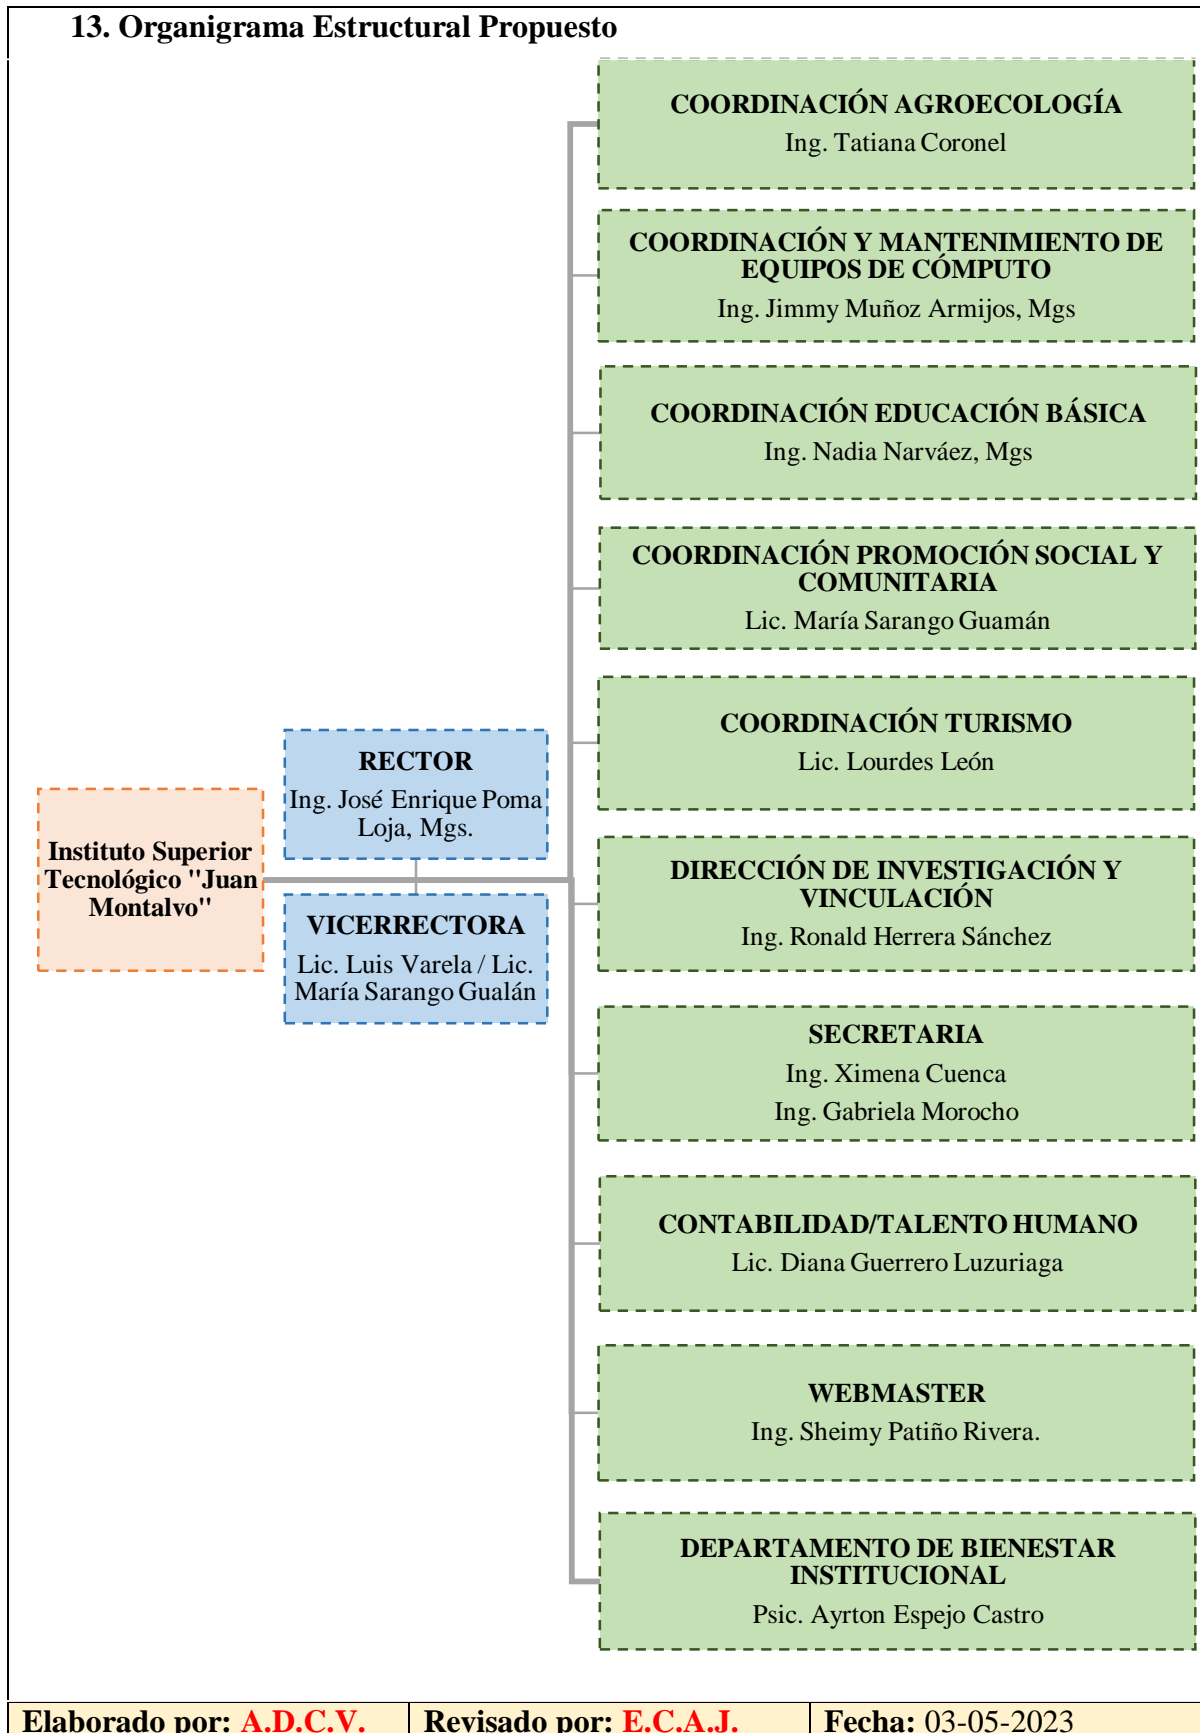 13. Organigrama Estructural Propuesto
COORDINACIÓN AGROECOLOGÍA
Ing. Tatiana Coronel
COORDINACIÓN Y MANTENIMIENTO DE
EQUIPOS DE CÓMPUTO
Ing. Jimmy Muñoz Armijos, Mgs
COORDINACIÓN EDUCACIÓN BÁSICA
Ing. Nadia Narváez, Mgs
COORDINACIÓN PROMOCIÓN SOCIAL Y
COMUNITARIA
Lic. María Sarango Guamán
COORDINACIÓN TURISMO
Lic. Lourdes León
RECTOR
Ing. José Enrique Poma
Loja, Mgs.
Instituto Superior
Tecnológico "Juan
Montalvo"
VICERRECTORA
Lic. Luis Varela / Lic.
María Sarango Gualán
DIRECCIÓN DE INVESTIGACIÓN Y
VINCULACIÓN
Ing. Ronald Herrera Sánchez
SECRETARIA
Ing. Ximena Cuenca
Ing. Gabriela Morocho
CONTABILIDAD/TALENTO HUMANO
Lic. Diana Guerrero Luzuriaga
WEBMASTER
Ing. Sheimy Patiño Rivera.
DEPARTAMENTO DE BIENESTAR
INSTITUCIONAL
Psic. Ayrton Espejo Castro
Elaborado por: A.D.C.V. Revisado por: E.C.A.J. Fecha: 03-05-2023